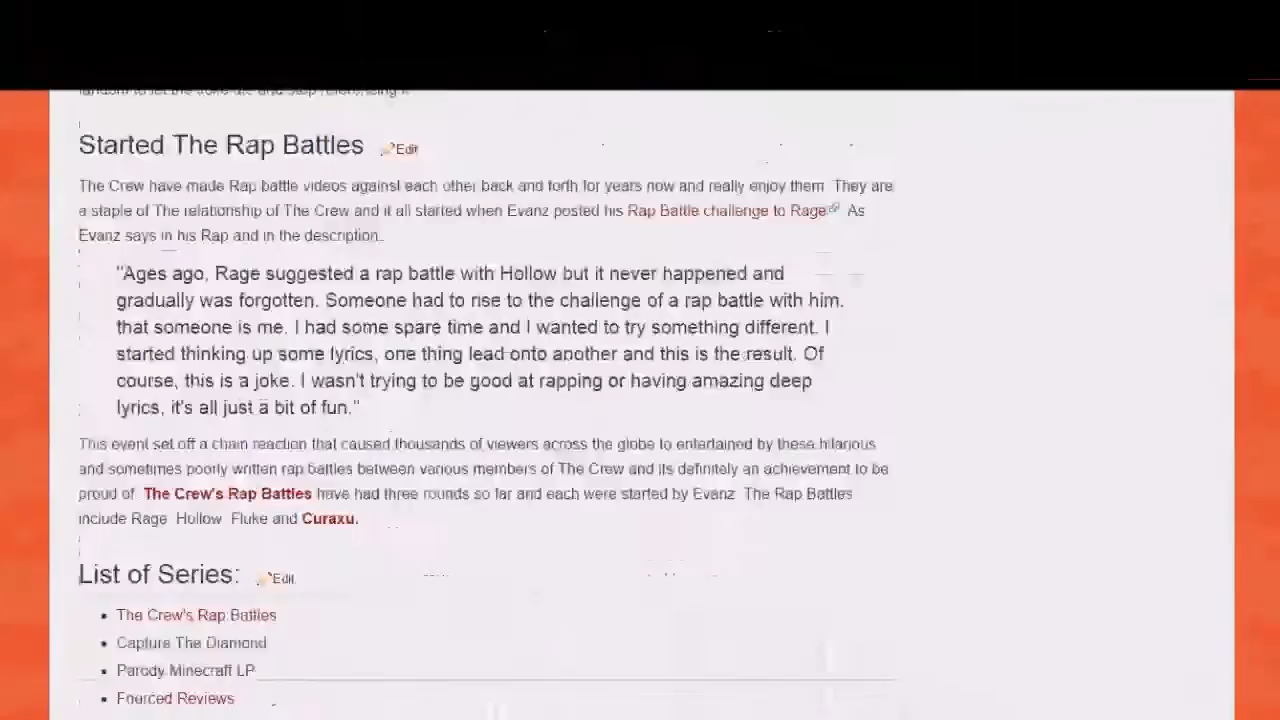 Started The Rap Battles Edit
The Crew have made Rap battle videos against each other back and forth for years now and really enjoy them They are
a staple of The relationship of The Crew and it all started when Evanz posted his Rap Battle challenge to Rage As
Evanz says in his Rap and in the description.
"Ages ago, Rage suggested a rap battle with Hollow but it never happened and
gradually was forgotten. Someone had to rise to the challenge of a rap battle with him.
that someone is me. I had some spare time and I wanted to try something different. I
started thinking up some lyrics, one thing lead onto another and this is the result. Of
course, this is a joke. I wasn't trying to be good at rapping or having amazing deep
lyrics, it's all just a bit of fun."
This event set off a chain reaction that caused thousands of viewers across the globe to entertained by these hilarious
and sometimes poorly written rap battles between various members of The Crew and its definitely an achievement to be
proud of The Crew's Rap Battles have had three rounds so far and each were started by Evanz The Rap Battles
include Rage Hollow Fluke and Curaxu.
List of Series: Edit
The Crew's Rap Battles
Capture The Diamond
Parody Minecraft LP
Fnerced Reviews